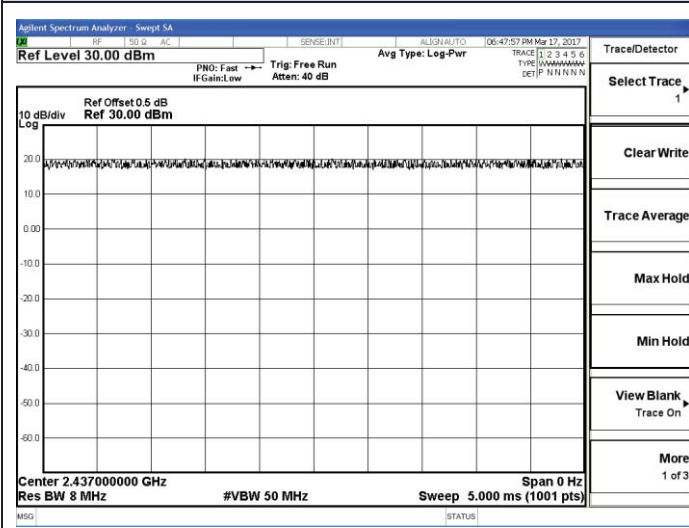 Agilent Spectrum Analyzer - Swept SA
RF 50 Ω AC SENSE:INT ALIGNAUTO 06:47:57 PM Mar 17, 2017
Ref Level 30.00 dBm
PNO: Fast
IFGain:Low
Trig: Free Run
Atten: 40 dB
Avg Type: Log-Pwr
TRACE 1 2 3 4 5 6
TYPE
DET P N N N N N
Ref Offset 0.5 dB
10 dB/div Ref 30.00 dBm
Log
20.0
10.0
0.00
-10.0
-20.0
-30.0
-40.0
-50.0
-60.0
Center 2.437000000 GHz Span 0 Hz
Res BW 8 MHz #VBW 50 MHz Sweep 5.000 ms (1001 pts)
MSG STATUS
Trace/Detector
Select Trace
1
Clear Write
Trace Average
Max Hold
Min Hold
View Blank
Trace On
More
1 of 3